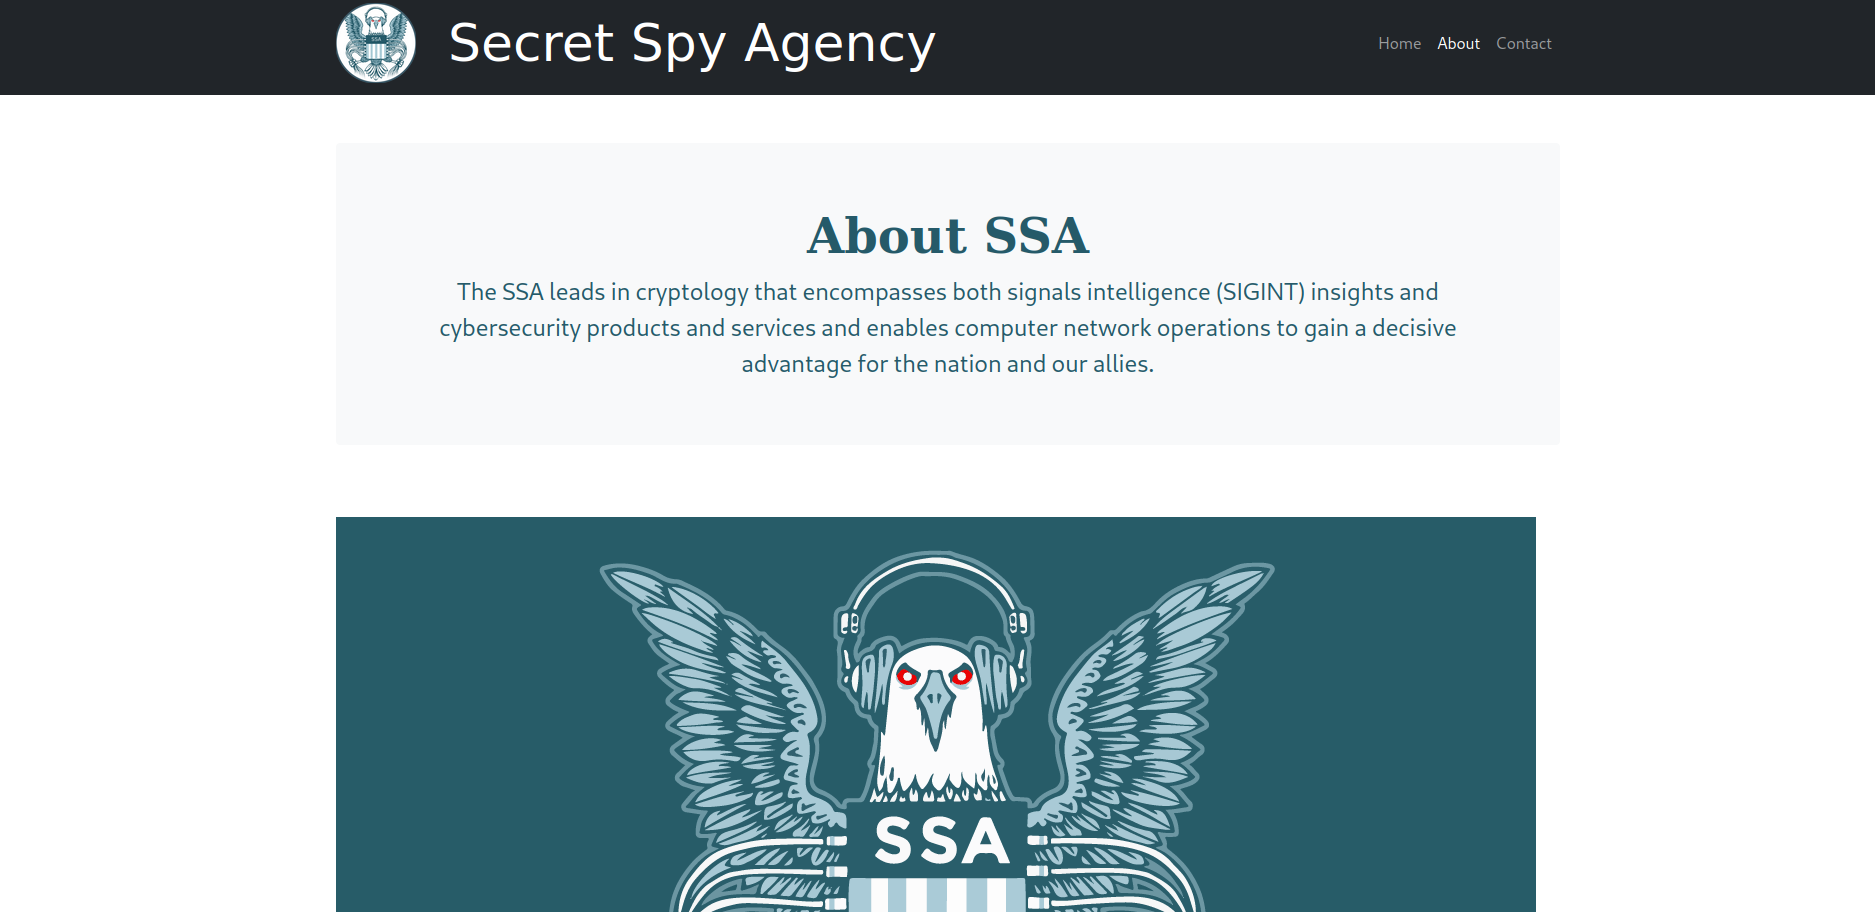 SSA
Secret Spy Agency
Home About Contact
About SSA
The SSA leads in cryptology that encompasses both signals intelligence (SIGINT) insights and
cybersecurity products and services and enables computer network operations to gain a decisive
advantage for the nation and our allies.
SSA